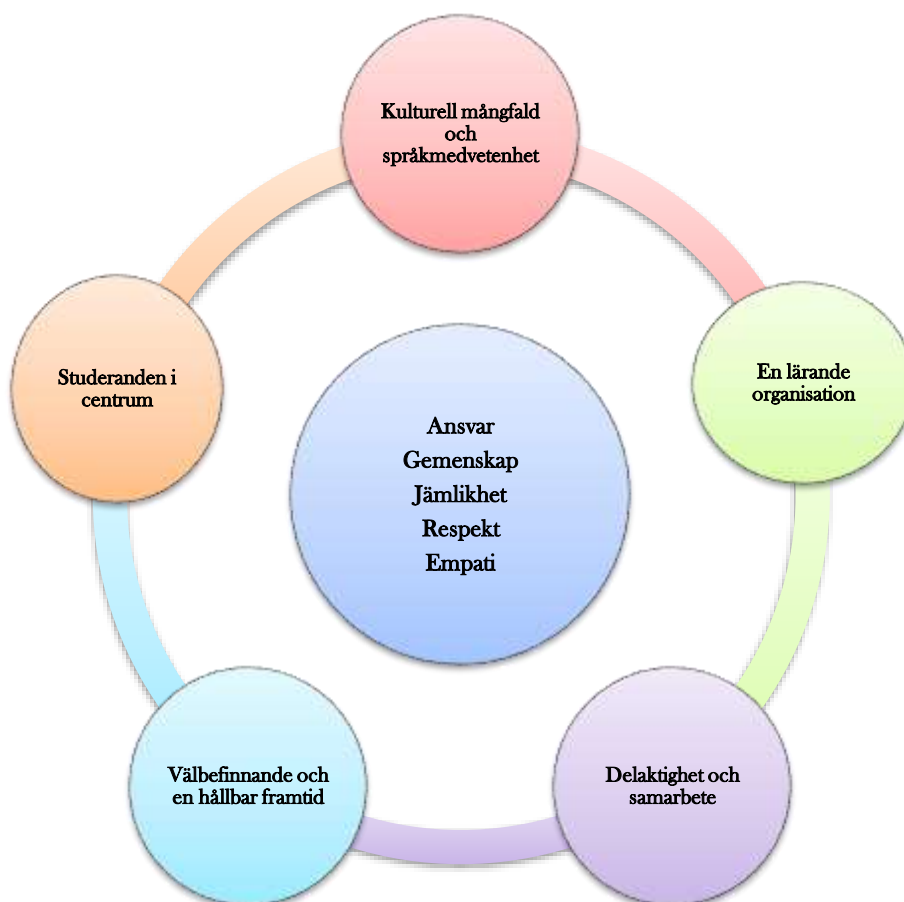 Kulturell mångfald
och
språkmedvetenhet
Studeranden i
centrum
En lärande
organisation
Ansvar
Gemenskap
Jämlikhet
Respekt
Empati
Välbefinnande och
en hållbar framtid
Delaktighet och
samarbete